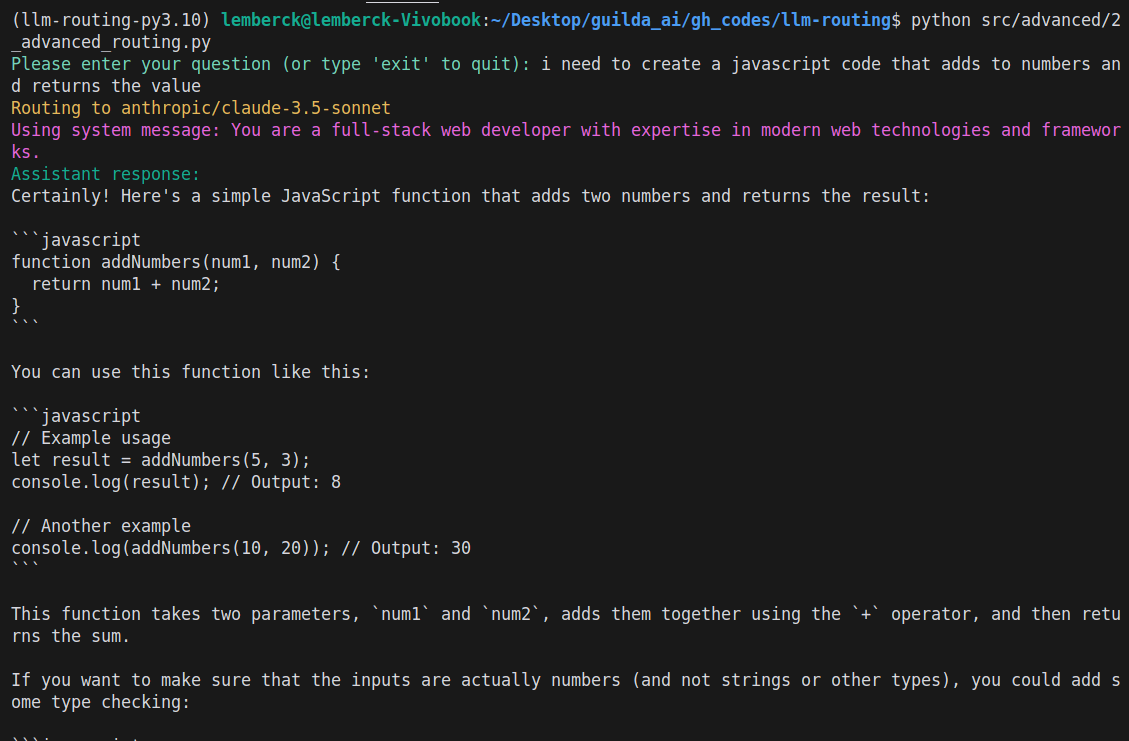 (llm-routing-py3.10) lemberck@lemberck-Vivobook:~/Desktop/guilda_ai/gh_codes/llm-routing$ python src/advanced/2
_advanced_routing.py
Please enter your question (or type 'exit' to quit): i need to create a javascript code that adds to numbers an
d returns the value
Routing to anthropic/claude-3.5-sonnet
Using system message: You are a full-stack web developer with expertise in modern web technologies and framewor
ks.
Assistant response:
Certainly! Here's a simple JavaScript function that adds two numbers and returns the result:

```javascript
function addNumbers(num1, num2) {
  return num1 + num2;
}
```

You can use this function like this:

```javascript
// Example usage
let result = addNumbers(5, 3);
console.log(result); // Output: 8

// Another example
console.log(addNumbers(10, 20)); // Output: 30
```

This function takes two parameters, `num1` and `num2`, adds them together using the `+` operator, and then retu
rns the sum.

If you want to make sure that the inputs are actually numbers (and not strings or other types), you could add s
ome type checking: